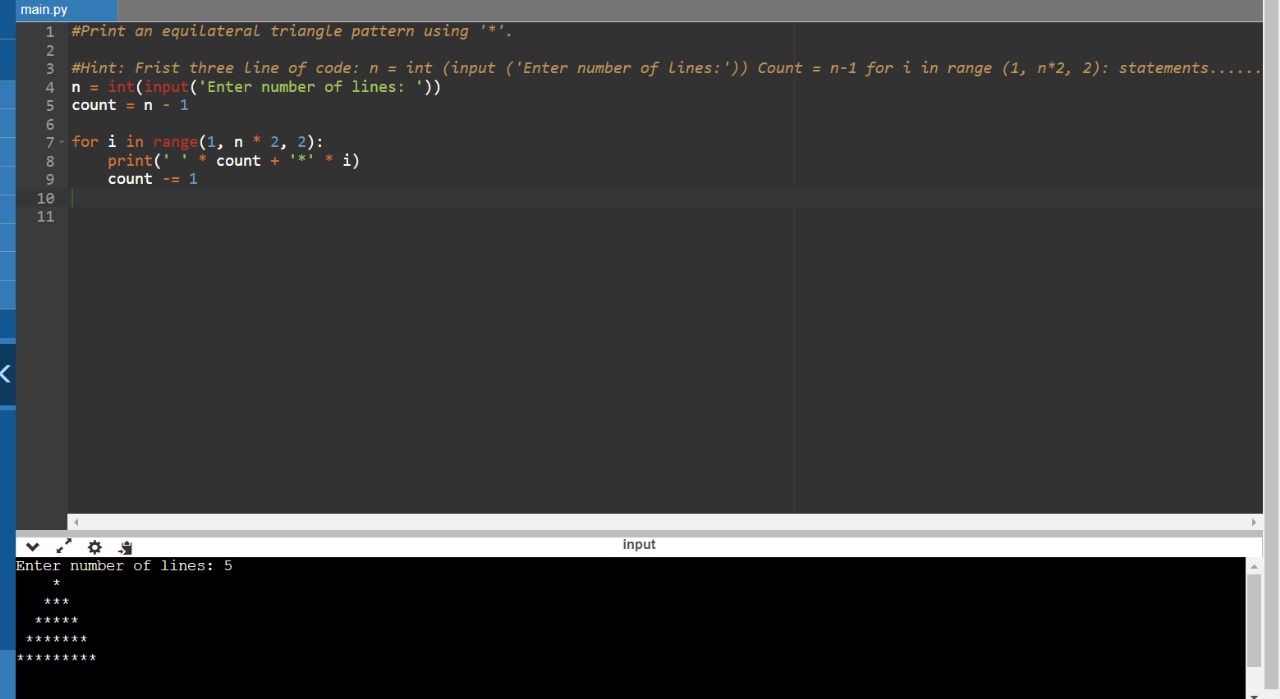 main.py
1 #Print an equilateral triangle pattern using '*'.
2
3 #Hint: Frist three line of code: n = int (input ('Enter number of lines:')) Count = n-1 for i in range (1, n*2, 2): statements......
4 n = int(input('Enter number of lines: '))
5 count = n - 1
6
7 for i in range(1, n * 2, 2):
8     print(' ' * count + '*' * i)
9     count -= 1
10
11
input
Enter number of lines: 5
    *
   ***
  *****
 *******
*********